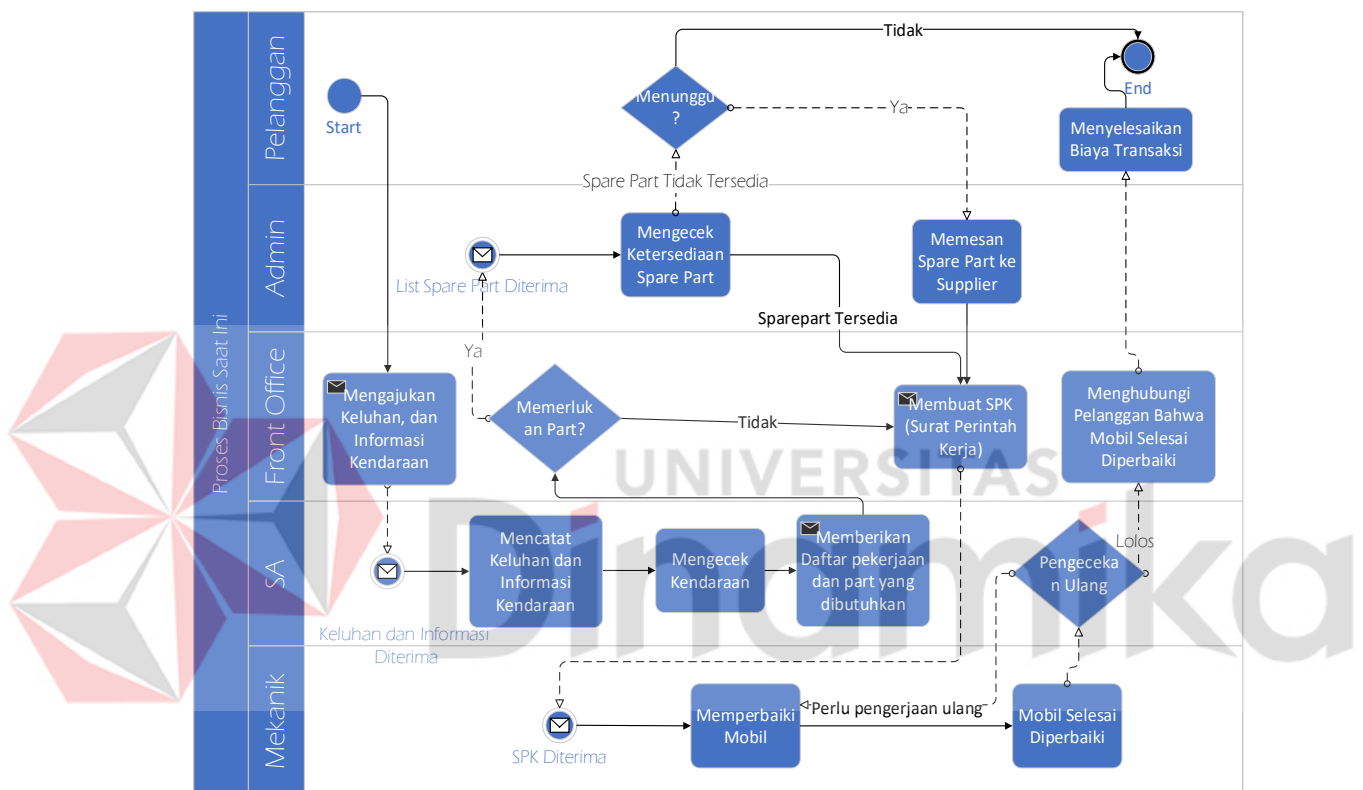 Proses Bisnis Saat Ini
Pelanggan
Start
Menunggu
?
Tidak
Ya
End
Menyelesaikan
Biaya Transaksi
Spare Part Tidak Tersedia
Admin
List Spare Part Diterima
Mengecek
Ketersediaan
Spare Part
Memesan
Spare Part ke
Supplier
Sparepart Tersedia
Front Office
Mengajukan
Keluhan, dan
Informasi
Kendaraan
Ya
Memerluk
an Part?
Tidak
Membuat SPK
(Surat Perintah
Kerja)
Menghubungi
Pelanggan Bahwa
Mobil Selesai
Diperbaiki
UNIVERSITAS
Dinamika
SA
Keluhan dan Informasi
Diterima
Mencatat
Keluhan dan
Informasi
Kendaraan
Mengecek
Kendaraan
Memberikan
Daftar pekerjaan
dan part yang
dibutuhkan
Pengeceka
n Ulang
Lolos
Mekanik
SPK Diterima
Memperbaiki
Mobil
Perlu pengerjaan ulang
Mobil Selesai
Diperbaiki